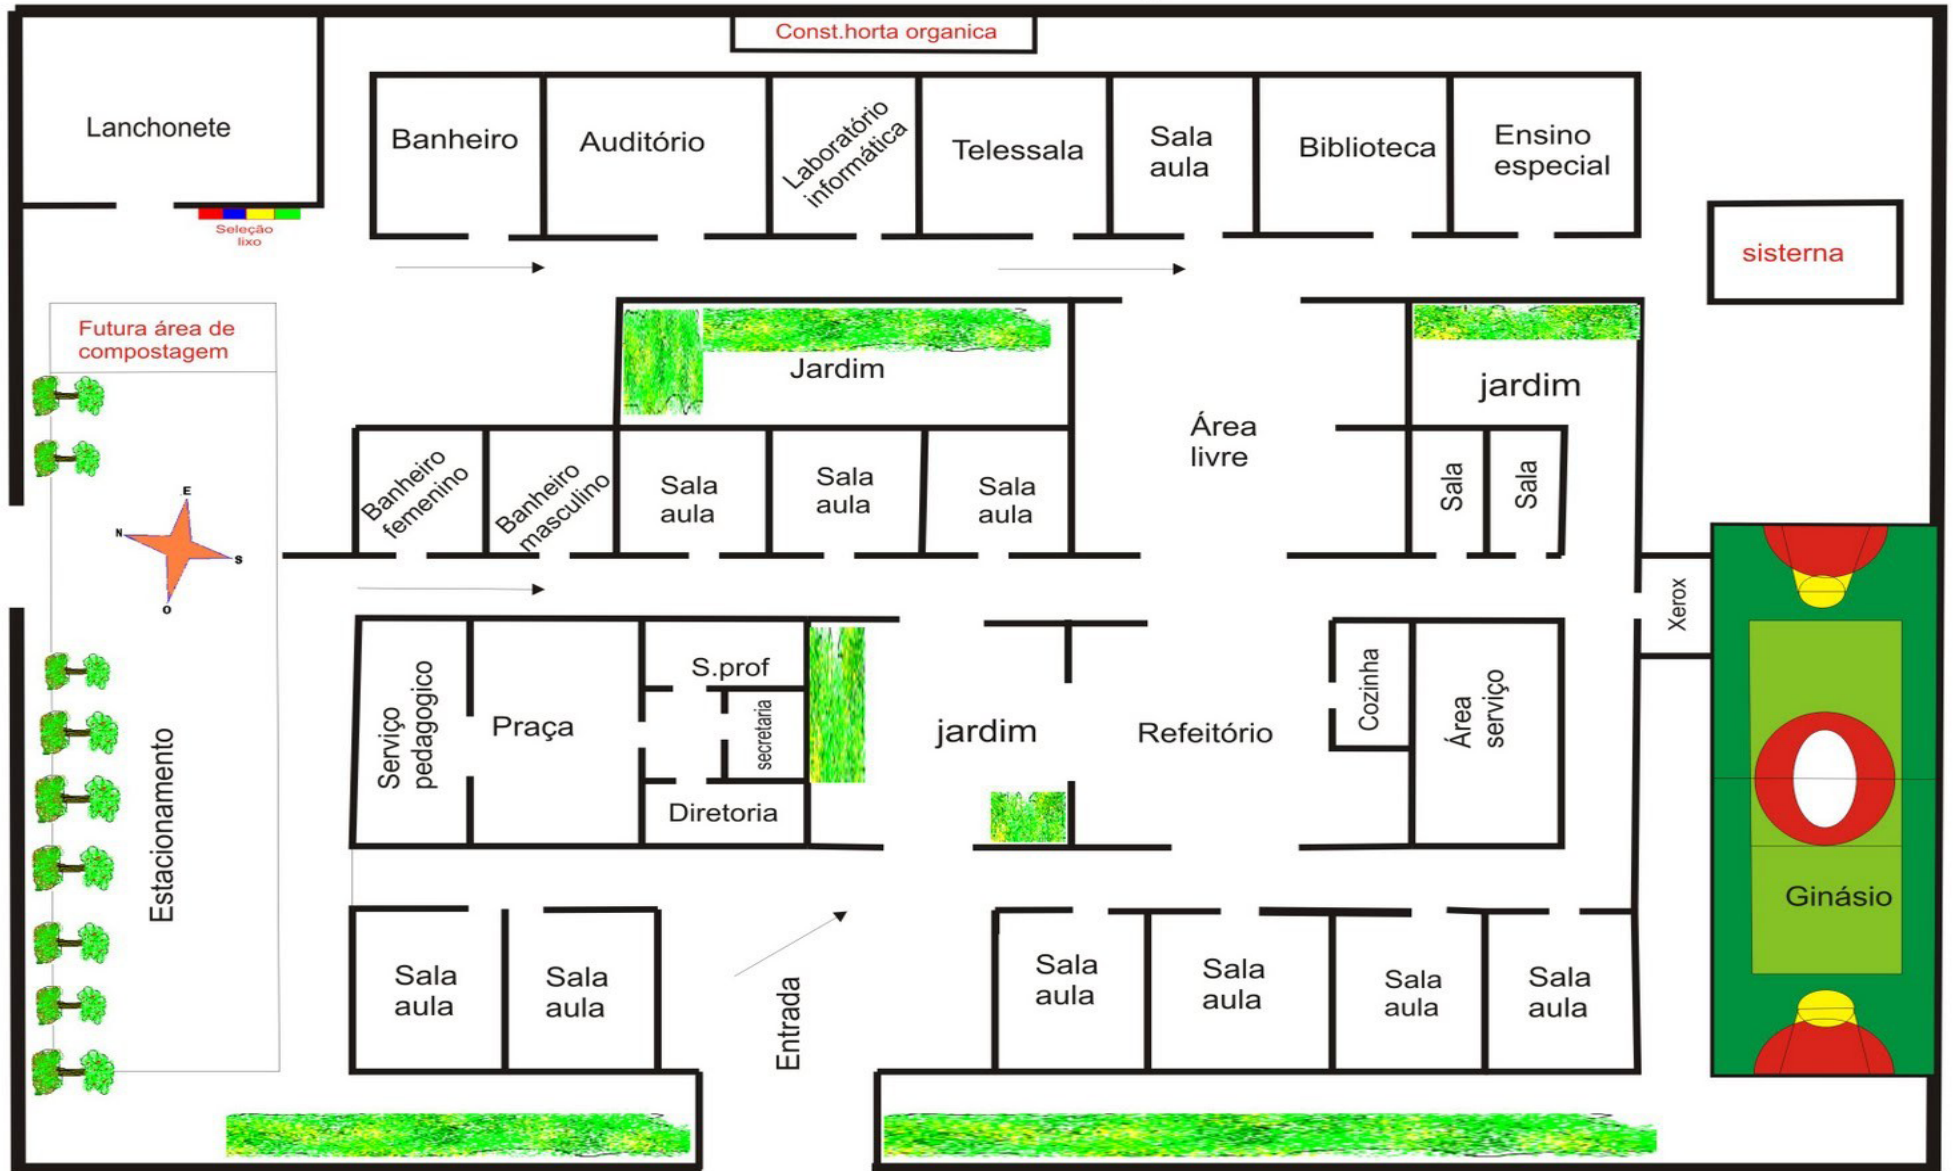 Const.horta organica
Lanchonete
Banheiro
Auditório
Laboratório
informática
Telessala
Sala
aula
Biblioteca
Ensino
especial
Seleção
lixo
sisterna
Futura área de
compostagem
Jardim
jardim
Área
livre
Banheiro
femenino
Banheiro
masculino
Sala
aula
Sala
aula
Sala
aula
Sala
Sala
E
N
S
O
Xerox
Serviço
pedagogico
Praça
S.prof
secretaria
Diretoria
jardim
Refeitório
Cozinha
Área
serviço
Estacionamento
Ginásio
Sala
aula
Sala
aula
Entrada
Sala
aula
Sala
aula
Sala
aula
Sala
aula